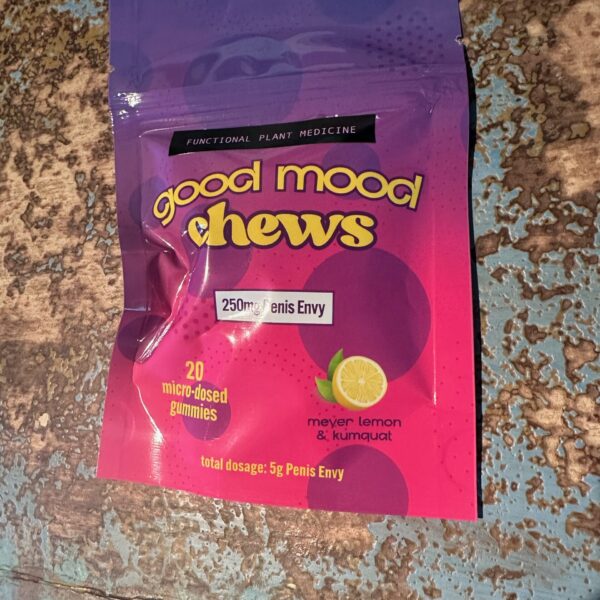 FUNCTIONAL PLANT MEDICINE
good mood
chews
250mg Penis Envy
20
micro-dosed
gummies
meyer lemon
& kumquat
total dosage: 5g Penis Envy